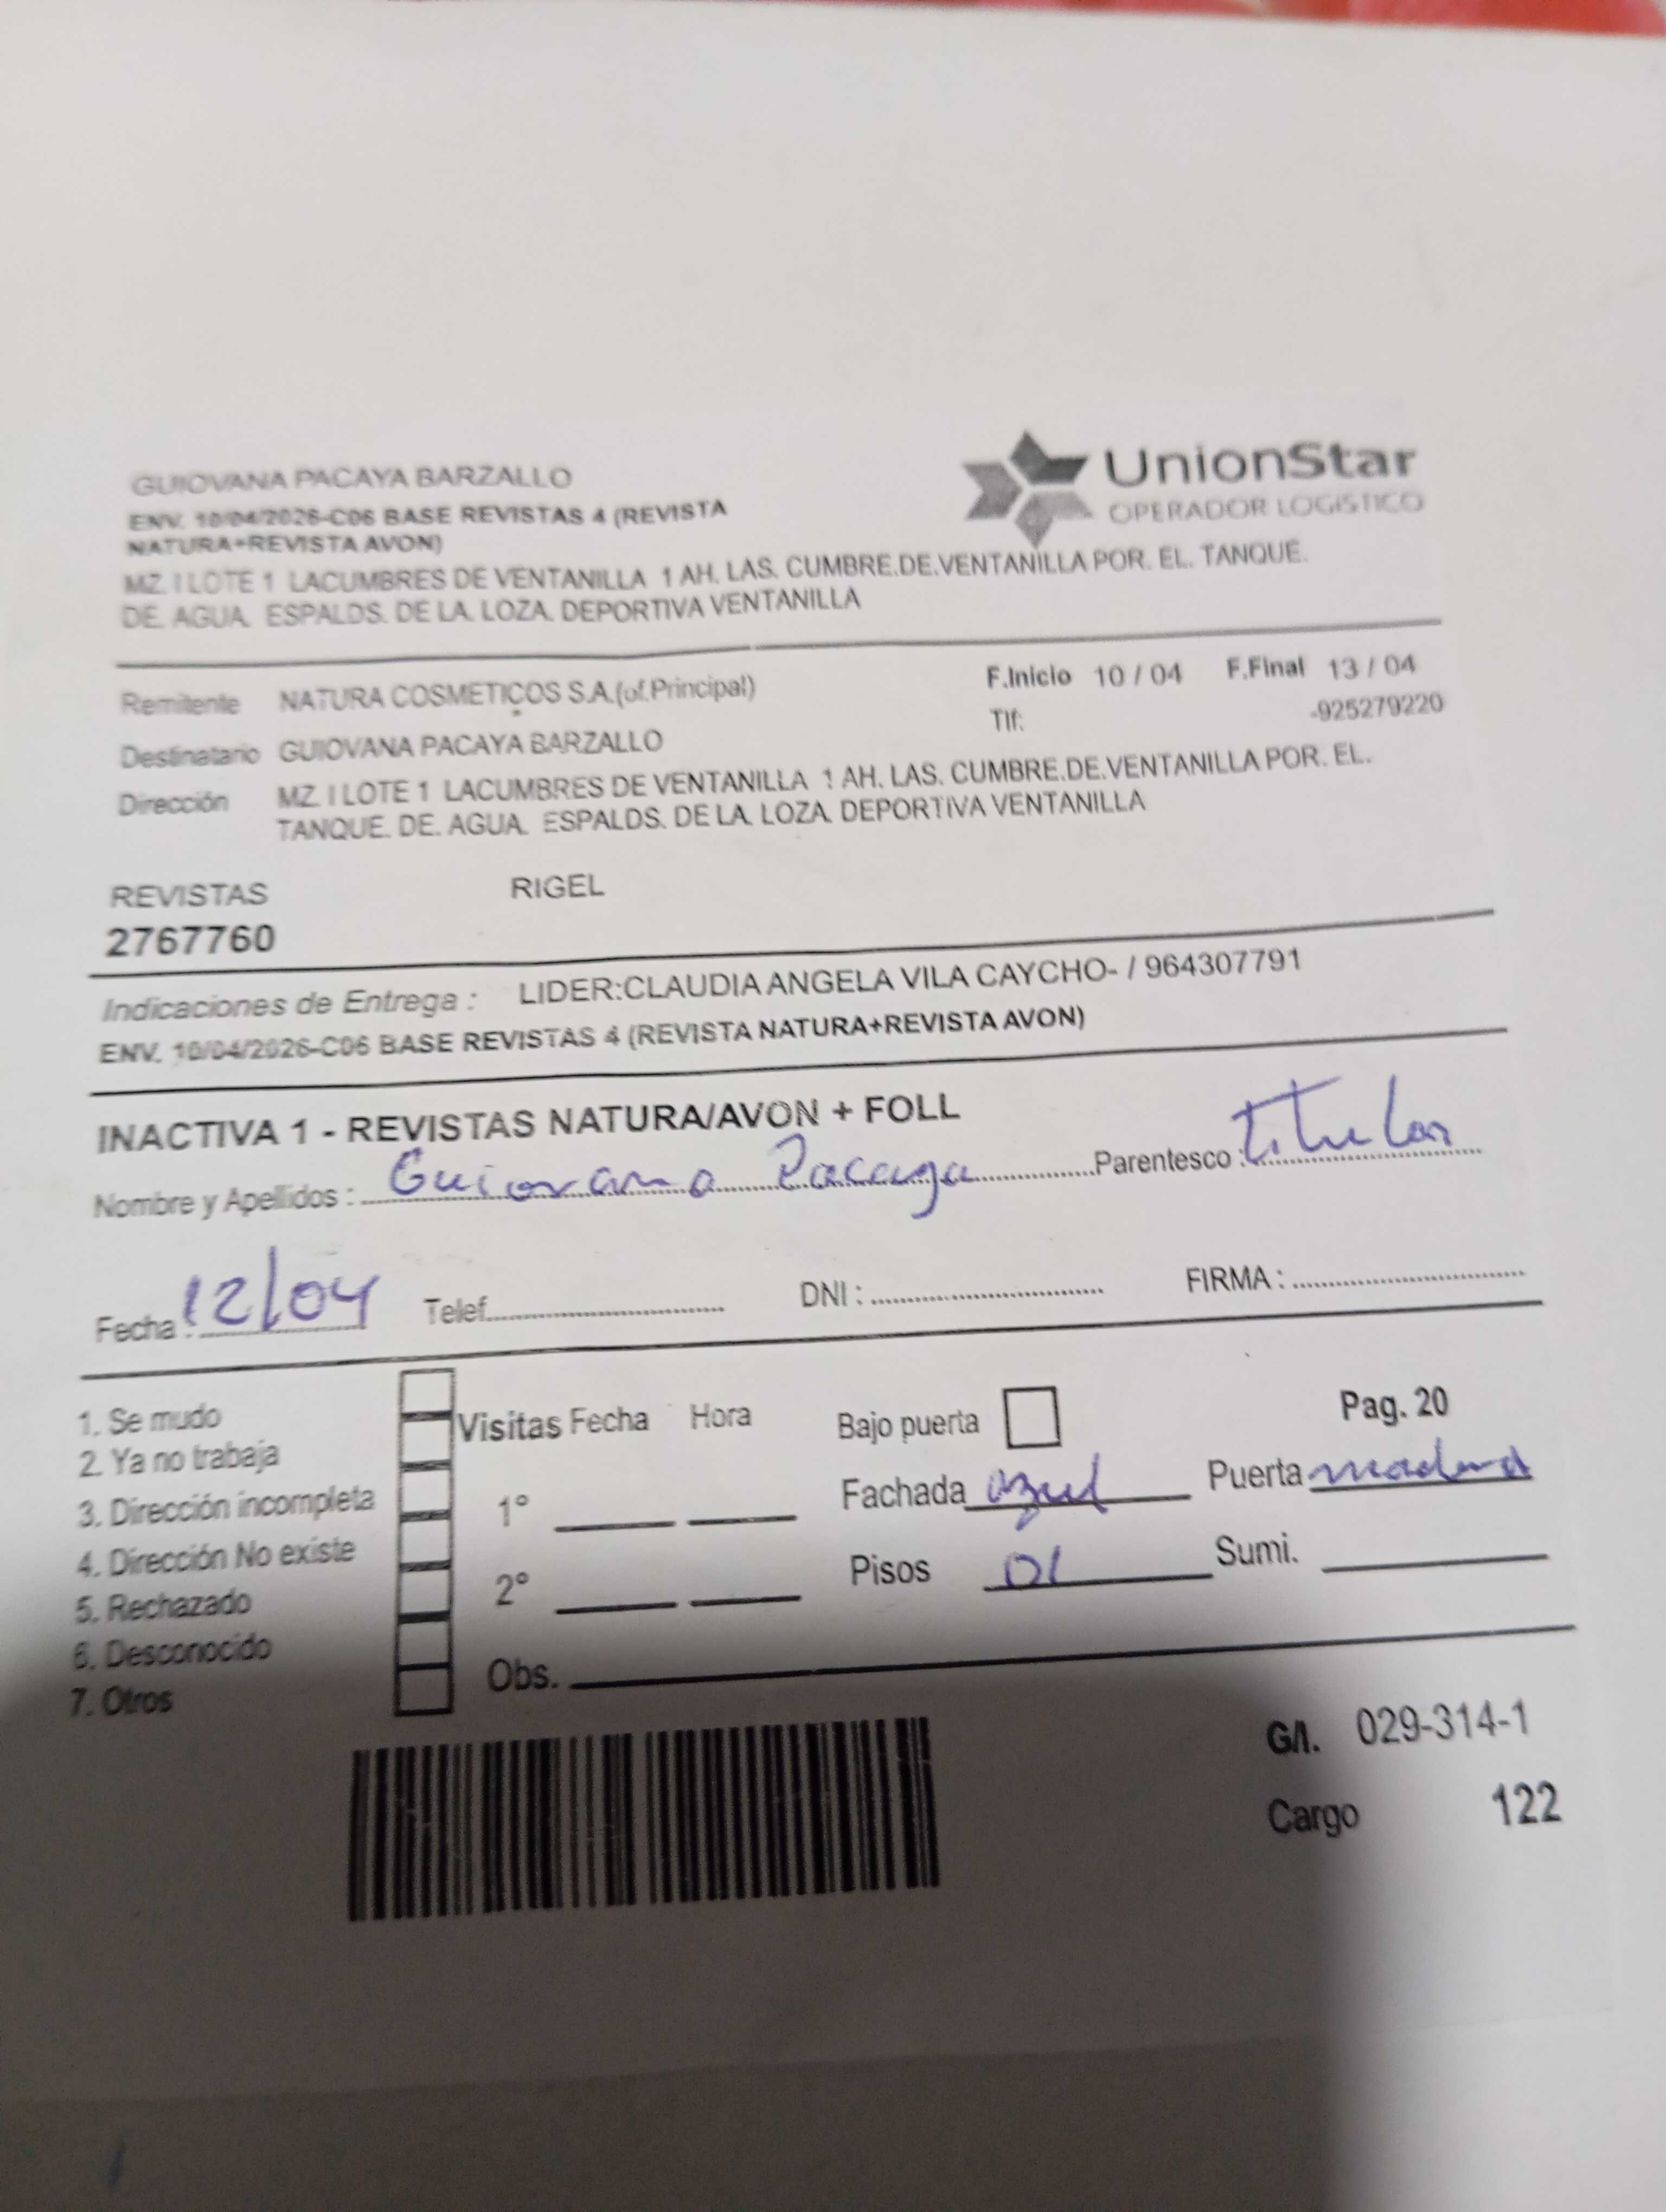 GUIOVANA PACAYA BARZALLO
UnionStar
OPERADOR LOGÍSTICO
ENV. 10/04/2026-C06 BASE REVISTAS 4 (REVISTA
NATURA+REVISTA AVON)
MZ. I LOTE 1 LACUMBRES DE VENTANILLA 1 AH. LAS. CUMBRE.DE.VENTANILLA POR. EL. TANQUE.
DE. AGUA. ESPALDS. DE LA. LOZA. DEPORTIVA VENTANILLA
Remitente NATURA COSMETICOS S.A.(of.Principal) F.Inicio 10 / 04 F.Final 13 / 04
Tlf: -925279220
Destinatario GUIOVANA PACAYA BARZALLO
Dirección MZ. I LOTE 1 LACUMBRES DE VENTANILLA 1 AH. LAS. CUMBRE.DE.VENTANILLA POR. EL.
TANQUE. DE. AGUA. ESPALDS. DE LA. LOZA. DEPORTIVA VENTANILLA
REVISTAS RIGEL
2767760
Indicaciones de Entrega : LIDER:CLAUDIA ANGELA VILA CAYCHO- / 964307791
ENV. 10/04/2026-C06 BASE REVISTAS 4 (REVISTA NATURA+REVISTA AVON)
INACTIVA 1 - REVISTAS NATURA/AVON + FOLL
Nombre y Apellidos : Guiovana Pacaya Parentesco : titular
Fecha : 12/04 Telef. DNI : FIRMA :
1. Se mudo
2. Ya no trabaja
3. Dirección incompleta
4. Dirección No existe
5. Rechazado
6. Desconocido
7. Otros
Visitas Fecha Hora
1°
2°
Obs.
Bajo puerta Pag. 20
Fachada azul Puerta madera
Pisos 01 Sumi.
G/I. 029-314-1
Cargo 122